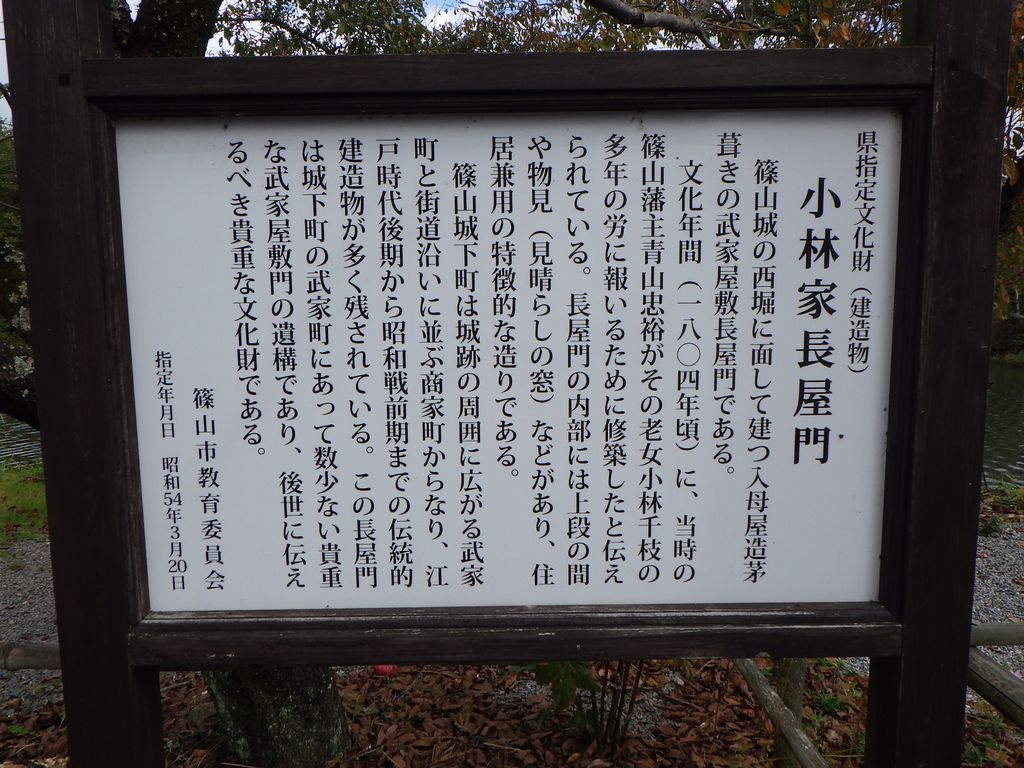 県指定文化財（建造物）
小林家長屋門
篠山城の西堀に面して建つ入母屋造茅
葺きの武家屋敷長屋門である。
文化年間（一八〇四年頃）に、当時の
篠山藩主青山忠裕がその老女小林千枝の
多年の労に報いるために修築したと伝え
られている。長屋門の内部には上段の間
や物見（見晴らしの窓）などがあり、住
居兼用の特徴的な造りである。
篠山城下町は城跡の周囲に広がる武家
町と街道沿いに並ぶ商家町からなり、江
戸時代後期から昭和戦前期までの伝統的
建造物が多く残されている。この長屋門
は城下町の武家町にあって数少ない貴重
な武家屋敷門の遺構であり、後世に伝え
るべき貴重な文化財である。
篠山市教育委員会
指定年月日　昭和54年3月20日